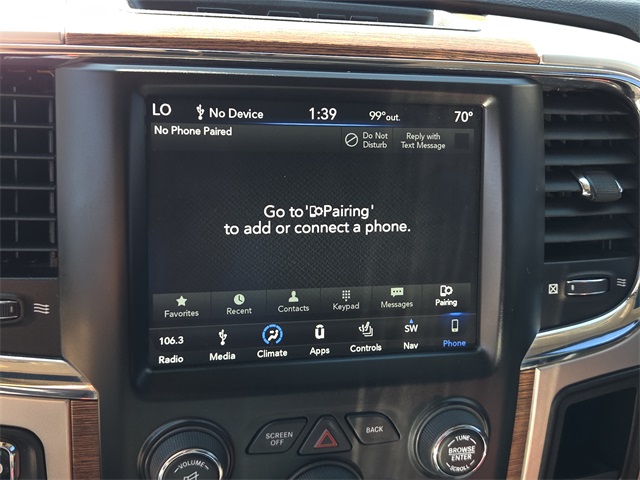 LO No Device 1:39 99°out. 70°
No Phone Paired
Do Not
Disturb
Reply with
Text Message
Go to 'Pairing'
to add or connect a phone.
Favorites Recent Contacts Keypad Messages Pairing
106.3 SW
Radio Media Climate Apps Controls Nav Phone
SCREEN
OFF
BACK
VOLUME
TUNE
BROWSE
ENTER
SCROLL